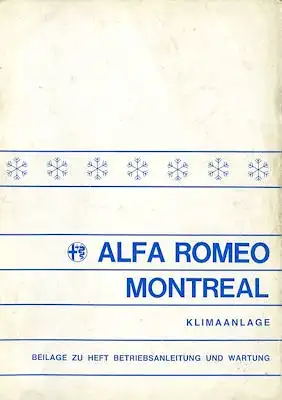 ALFA ROMEO
MONTREAL
KLIMAANLAGE
BEILAGE ZU HEFT BETRIEBSANLEITUNG UND WARTUNG